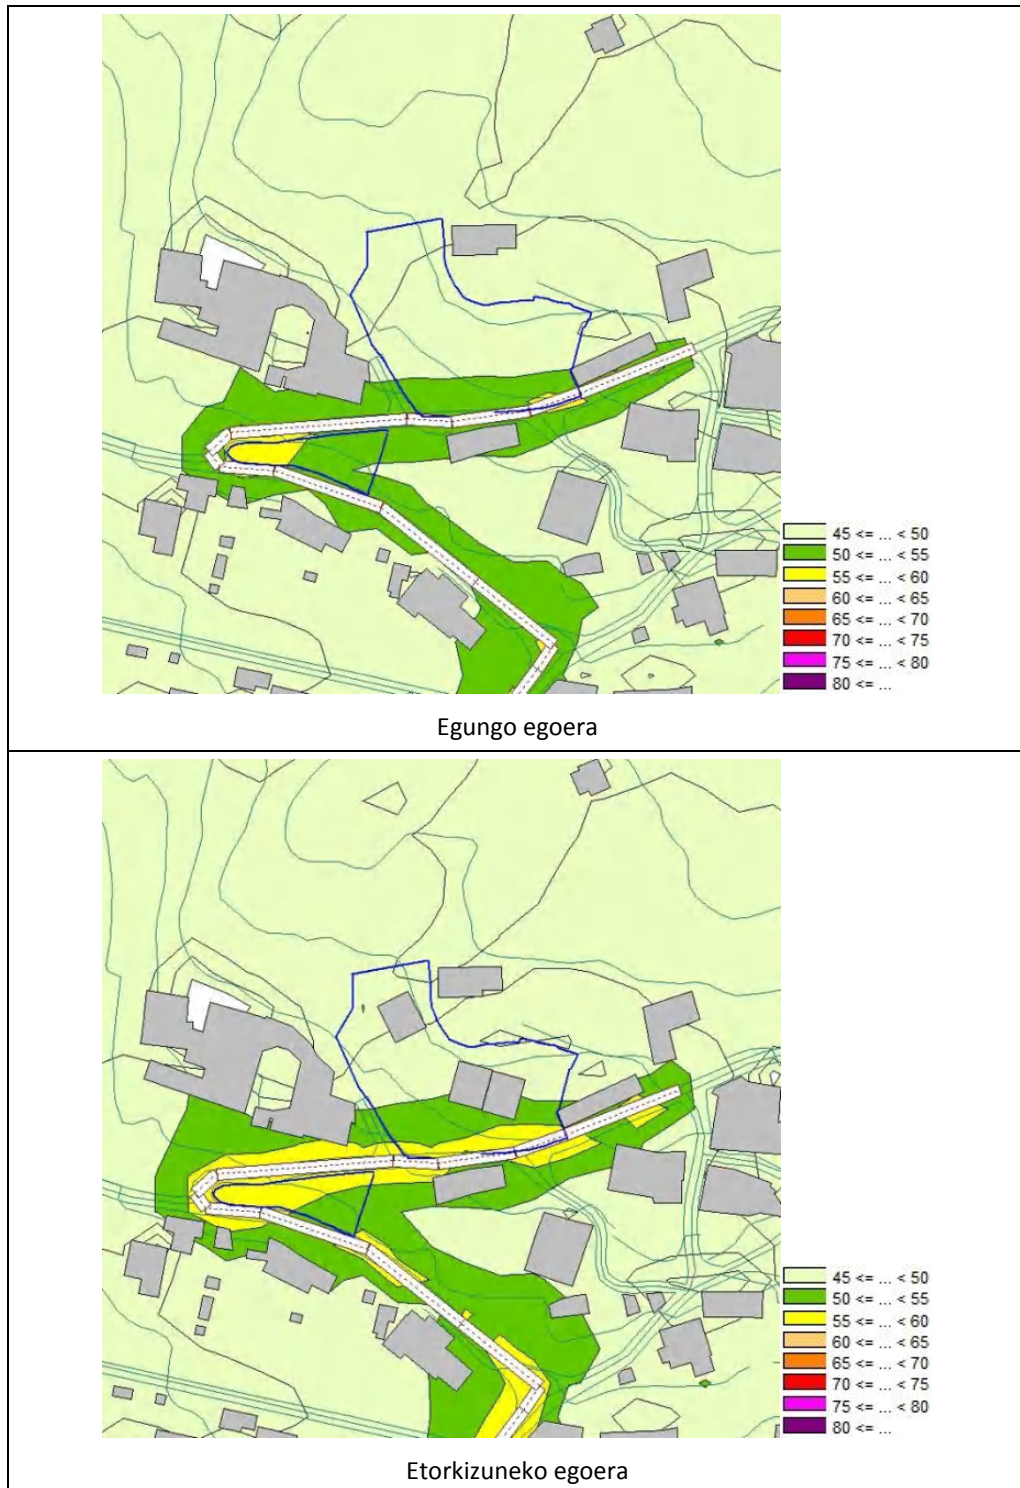 45 <= ... < 50
50 <= ... < 55
55 <= ... < 60
60 <= ... < 65
65 <= ... < 70
70 <= ... < 75
75 <= ... < 80
80 <= ...
Egungo egoera
45 <= ... < 50
50 <= ... < 55
55 <= ... < 60
60 <= ... < 65
65 <= ... < 70
70 <= ... < 75
75 <= ... < 80
80 <= ...
Etorkizuneko egoera